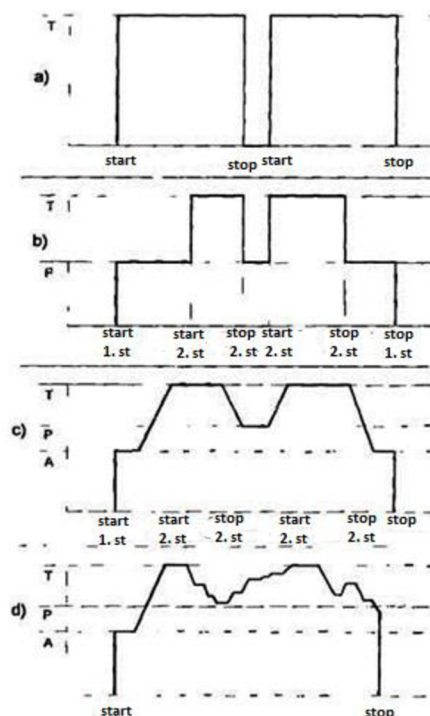 T
a)
start stop start stop
T
b)
P
start start stop start stop stop
1. st 2. st 2. st 2. st 2. st 1. st
T
c)
P
A
start start stop start stop stop
1. st 2. st 2. st 2. st 2. st
T
d)
P
A
start stop